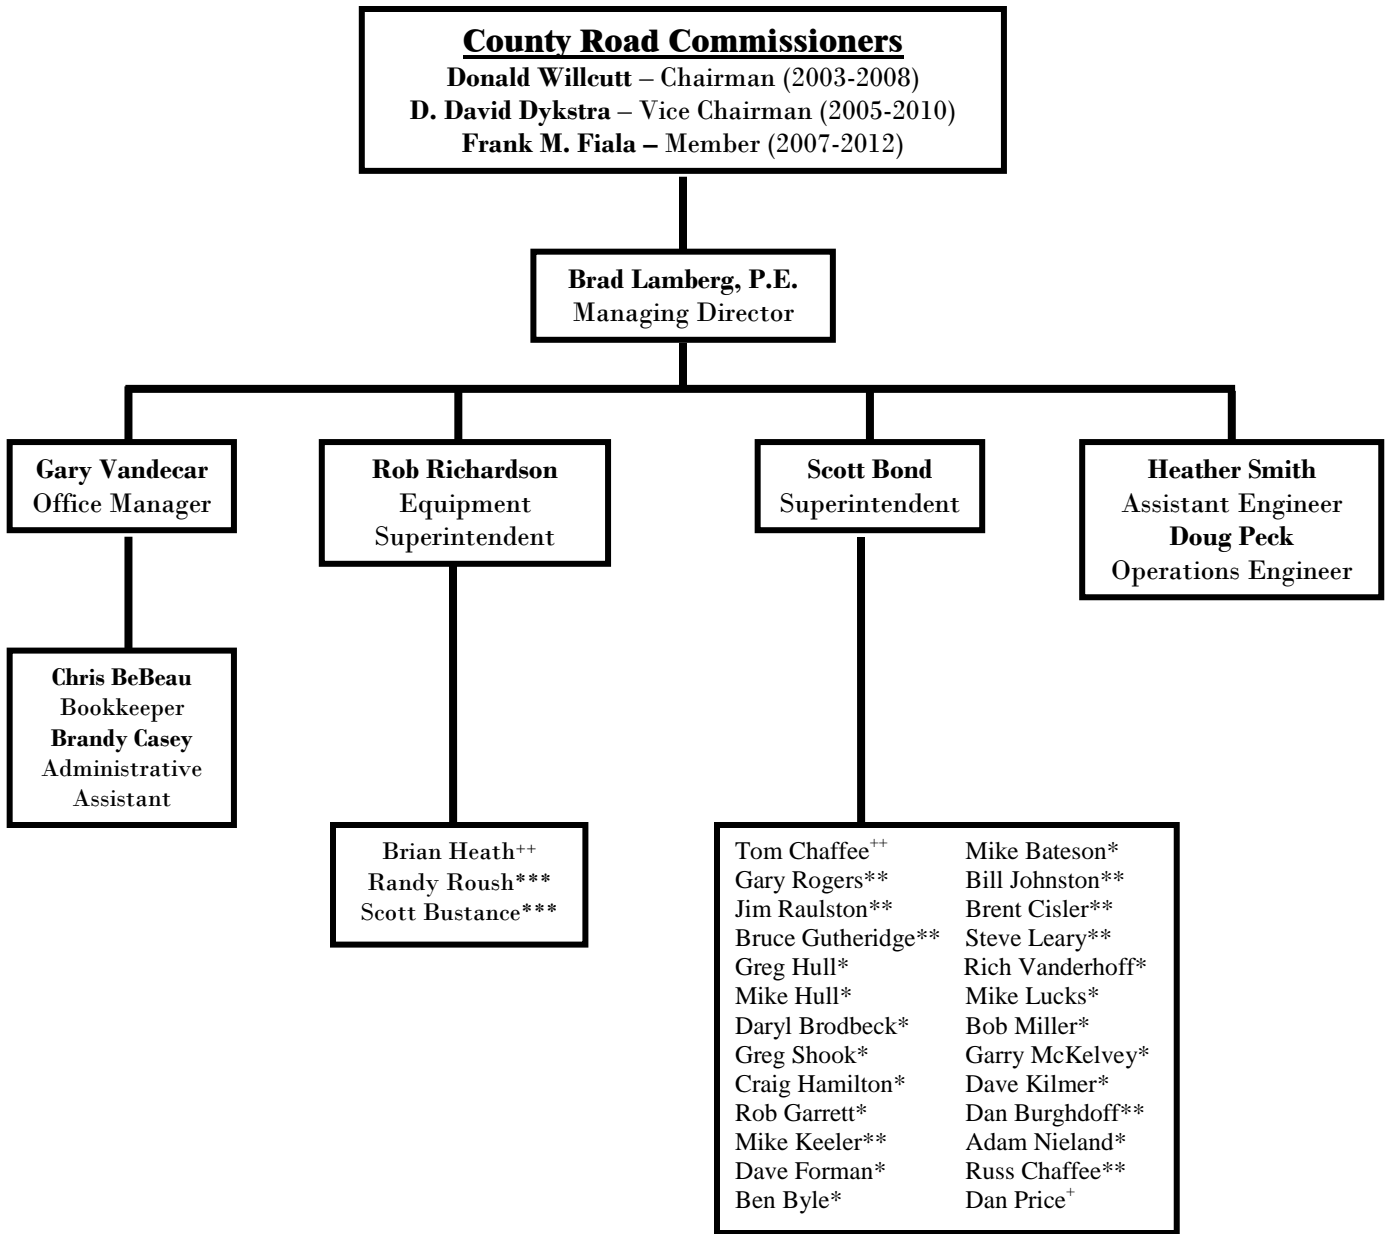 County Road Commissioners
Donald Willcutt – Chairman (2003-2008)
D. David Dykstra – Vice Chairman (2005-2010)
Frank M. Fiala – Member (2007-2012)
Brad Lamberg, P.E.
Managing Director
Gary Vandecar
Office Manager
Rob Richardson
Equipment
Superintendent
Scott Bond
Superintendent
Heather Smith
Assistant Engineer
Doug Peck
Operations Engineer
Chris BeBeau
Bookkeeper
Brandy Casey
Administrative
Assistant
Brian Heath++
Randy Roush***
Scott Bustance***
Tom Chaffee++
Gary Rogers**
Jim Raulston**
Bruce Gutheridge**
Greg Hull*
Mike Hull*
Daryl Brodbeck*
Greg Shook*
Craig Hamilton*
Rob Garrett*
Mike Keeler**
Dave Forman*
Ben Byle*
Mike Bateson*
Bill Johnston**
Brent Cisler**
Steve Leary**
Rich Vanderhoff*
Mike Lucks*
Bob Miller*
Garry McKelvey*
Dave Kilmer*
Dan Burghdoff**
Adam Nieland*
Russ Chaffee**
Dan Price+